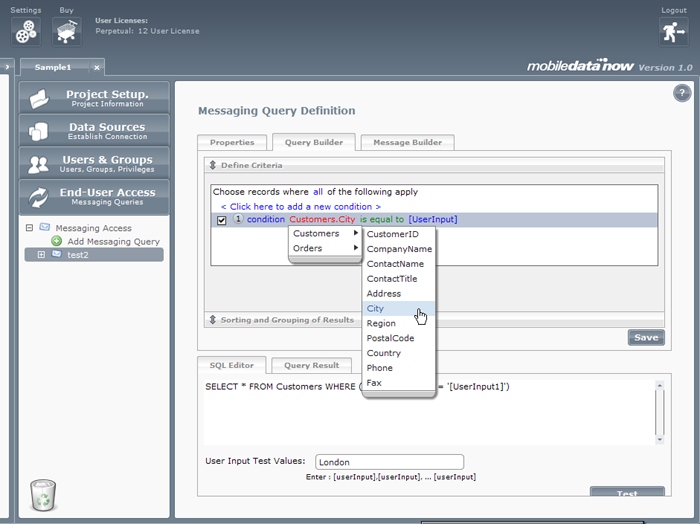 Settings
Buy
User Licenses:
Perpetual: 12 User License
Logout
Sample1
x
mobiledatanow Version 1.0
?
Project Setup.
Project Information
Data Sources
Establish Connection
Users & Groups
Users, Groups, Privileges
End-User Access
Messaging Queries
Messaging Access
Add Messaging Query
test2
Messaging Query Definition
Properties
Query Builder
Message Builder
Define Criteria
Choose records where all of the following apply
< Click here to add a new condition >
1 condition Customers.City is equal to [UserInput]
Customers
Orders
CustomerID
CompanyName
ContactName
ContactTitle
Address
City
Region
PostalCode
Country
Phone
Fax
Sorting and Grouping of Results
Save
SQL Editor
Query Result
SELECT * FROM Customers WHERE ( = '[UserInput1]')
User Input Test Values:
London
Enter : [userInput],[userInput], ... [userInput]
Test